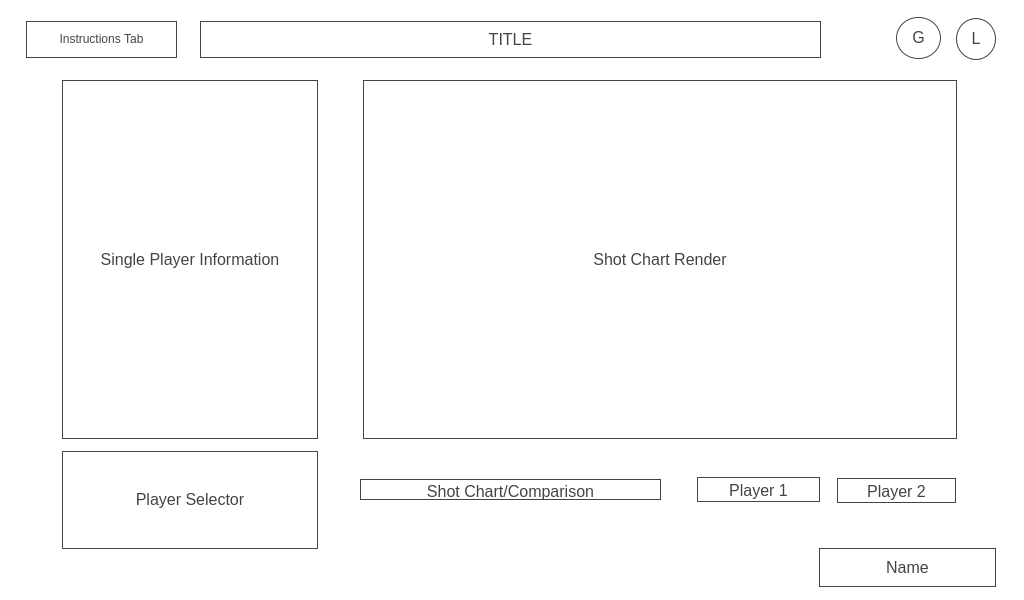 Instructions Tab
TITLE
G
L
Single Player Information
Shot Chart Render
Player Selector
Shot Chart/Comparison
Player 1
Player 2
Name